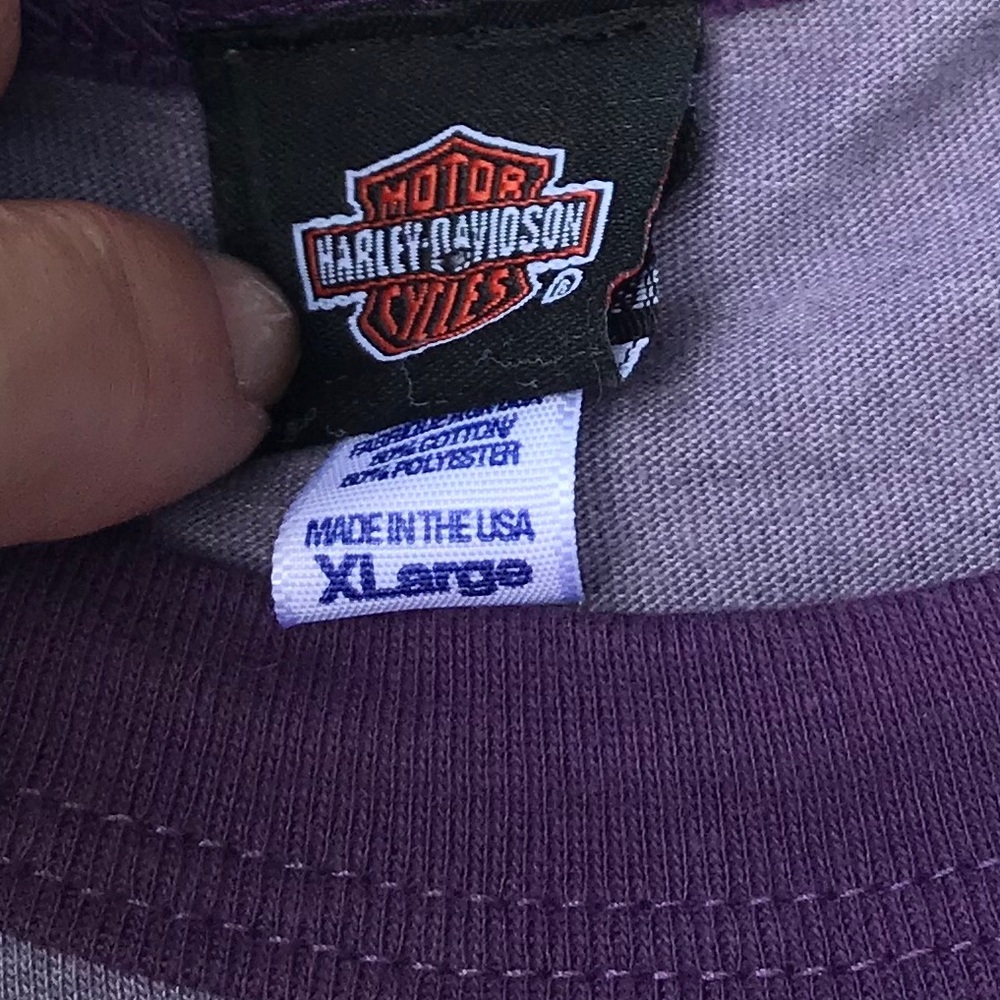 MOTOR
HARLEY-DAVIDSON
CYCLES
®
50% COTTON/
50% POLYESTER
MADE IN THE USA
XLarge